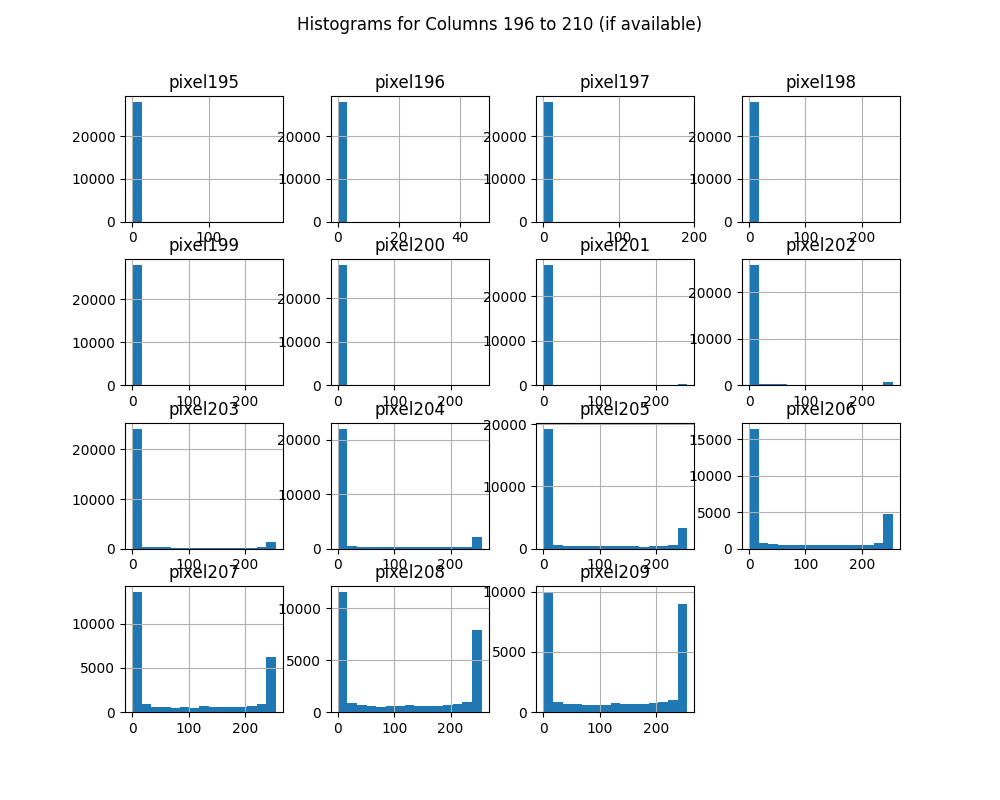 Histograms for Columns 196 to 210 (if available)
pixel195 pixel196 pixel197 pixel198
20000 20000 20000 20000
10000 10000 10000 10000
0 0 0 0
0 100 0 20 40 0 100 200 0 100 200
pixel199 pixel200 pixel201 pixel202
20000 20000 20000 20000
10000 10000 10000 10000
0 0 0 0
0 100 200 0 100 200 0 100 200 0 100 200
pixel203 pixel204 pixel205 pixel206
20000 20000 20000 15000
10000 10000 10000 10000
5000
0 0 0 0
0 100 200 0 100 200 0 100 200 0 100 200
pixel207 pixel208 pixel209
10000 10000 10000
5000 5000 5000
0 0 0
0 100 200 0 100 200 0 100 200